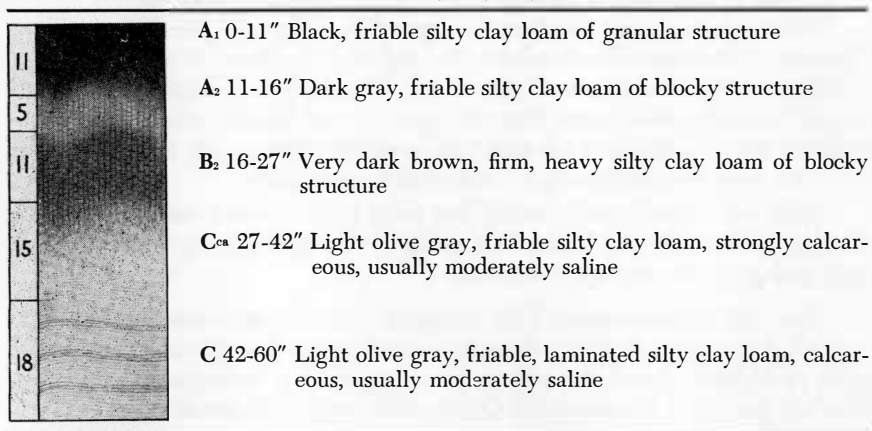 A₁ 0-11″ Black, friable silty clay loam of granular structure
11
A₂ 11-16″ Dark gray, friable silty clay loam of blocky structure
5
B₂ 16-27″ Very dark brown, firm, heavy silty clay loam of blocky
structure
11
Cca 27-42″ Light olive gray, friable silty clay loam, strongly calcar-
eous, usually moderately saline
15
C 42-60″ Light olive gray, friable, laminated silty clay loam, calcar-
eous, usually moderately saline
18